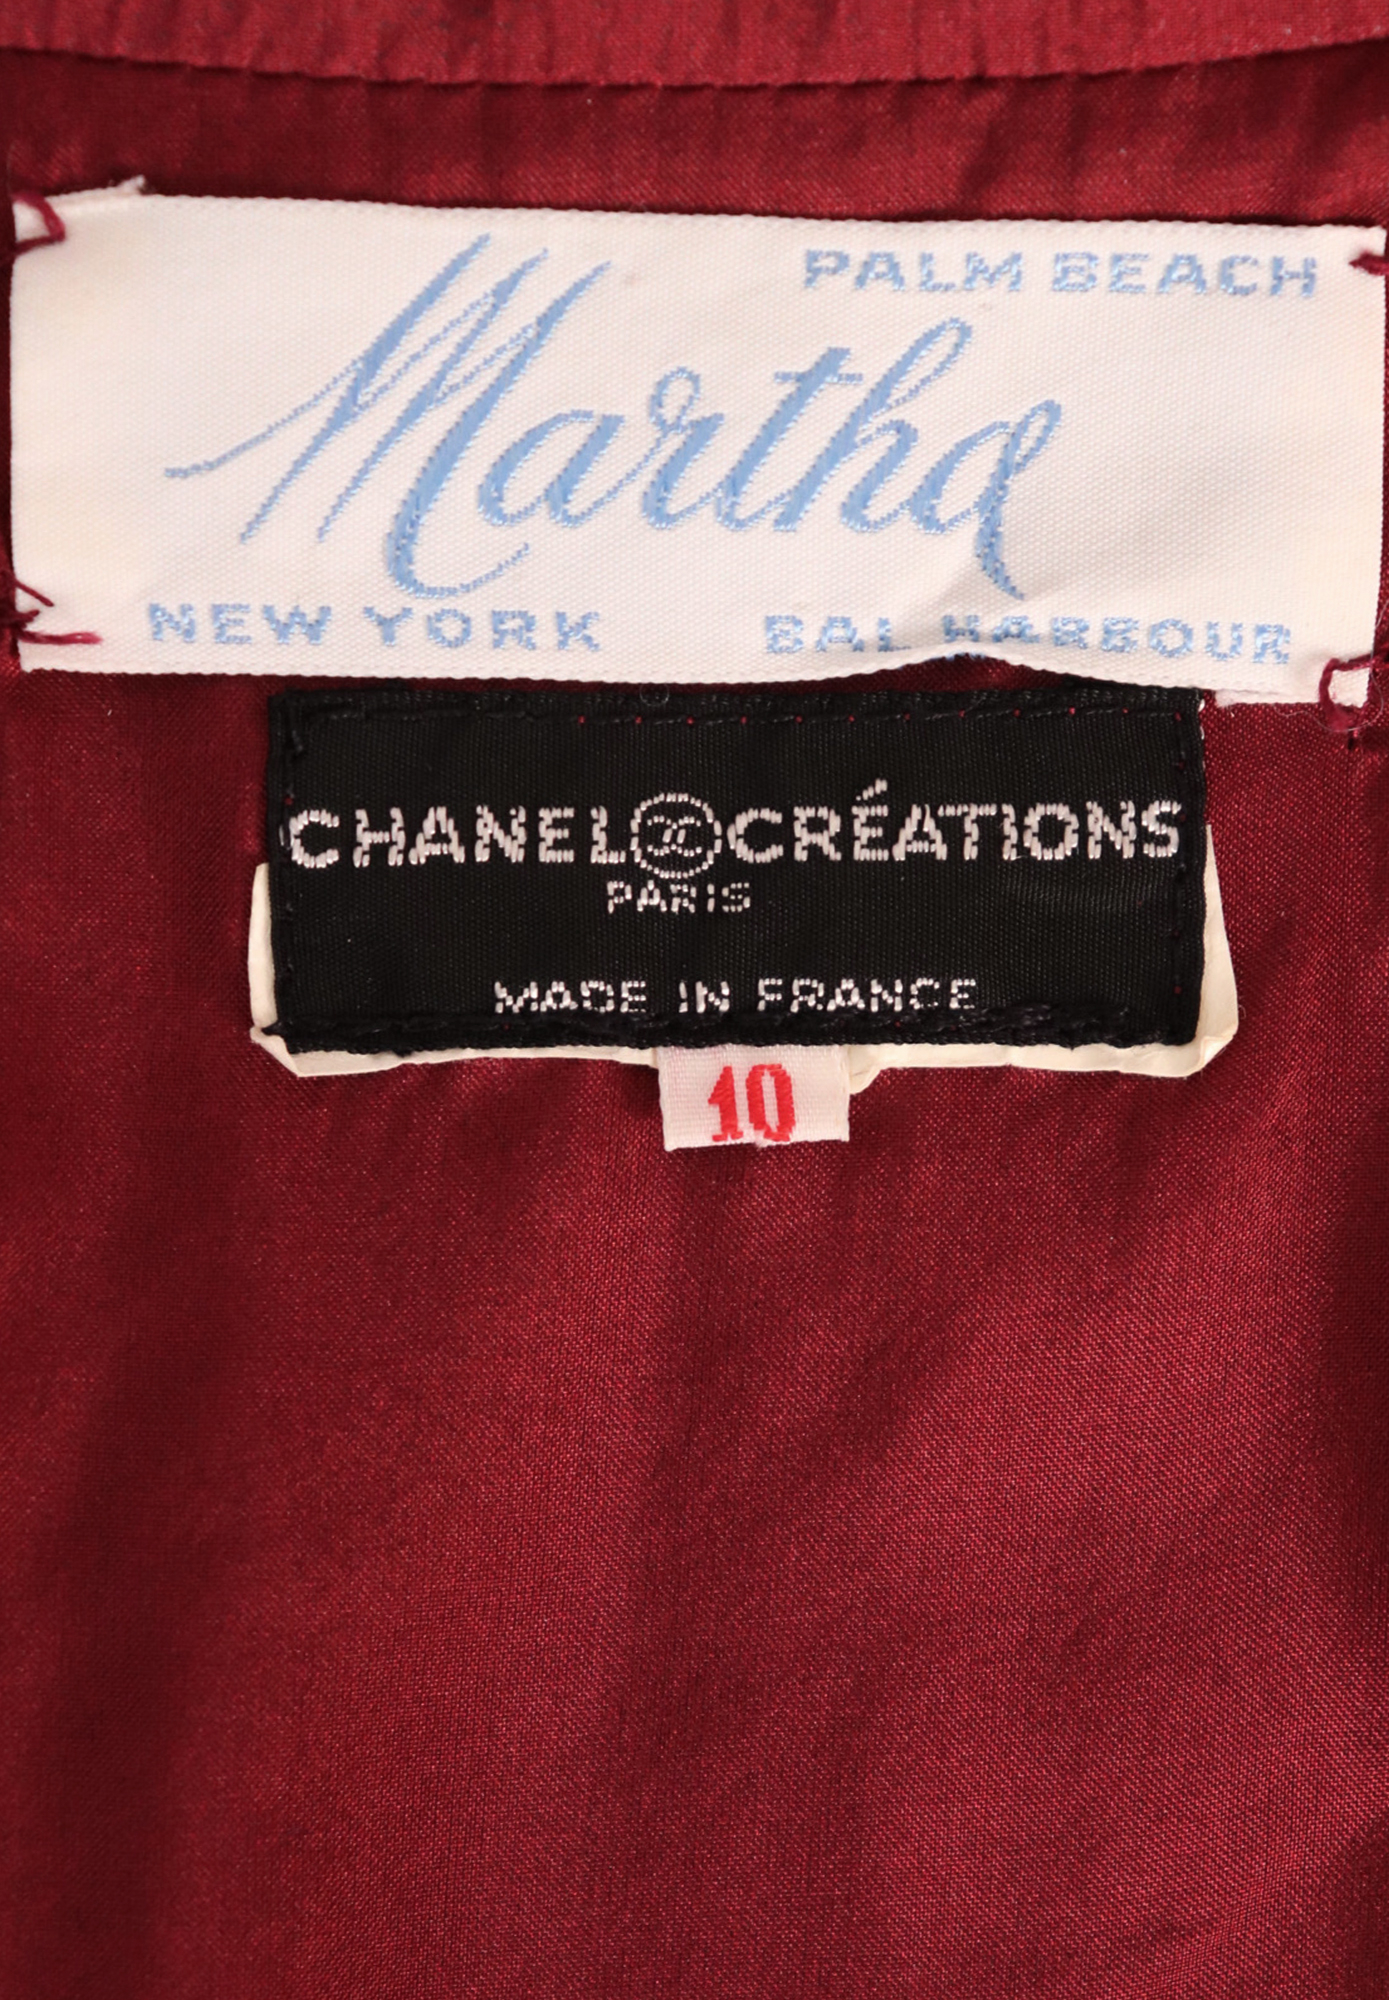 PALM BEACH
Martha
NEW YORK BAL HARBOUR
CHANEL CRÉATIONS
PARIS
MADE IN FRANCE
10